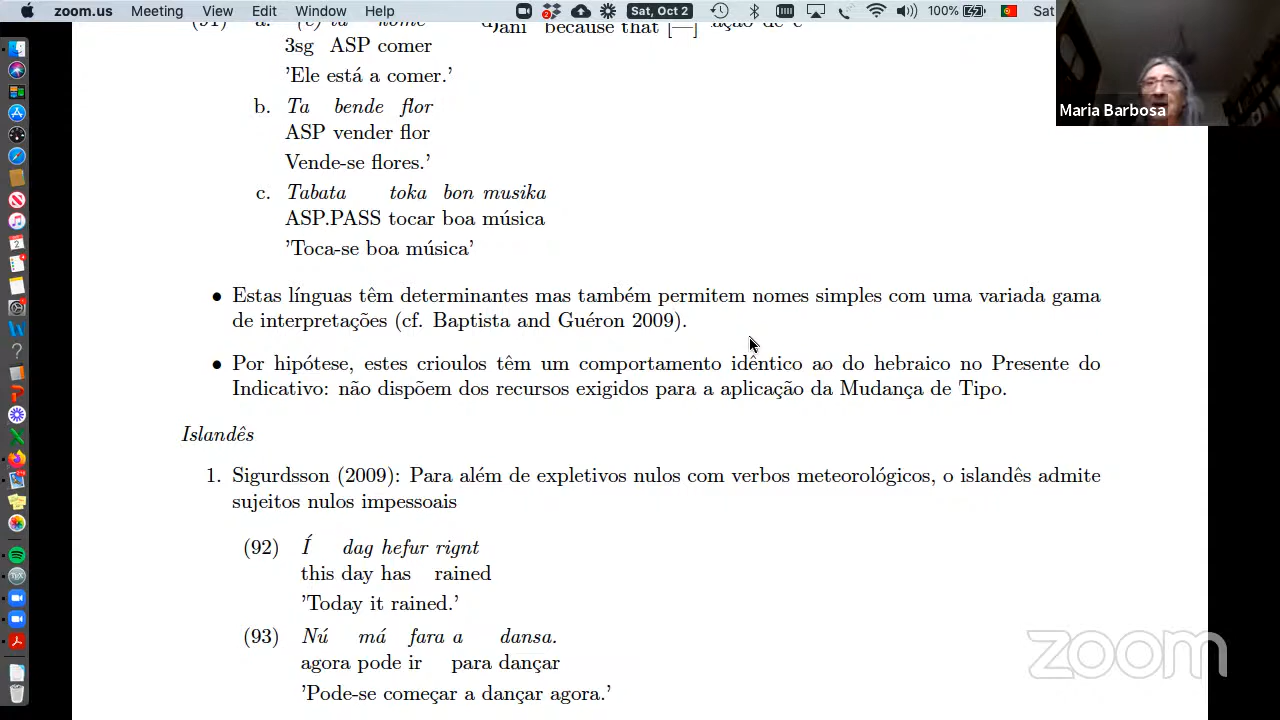 zoom.us Meeting View Edit Window Help Sat, Oct 2 100% Sat
3sg ASP comer
because that [—] ação de e
'Ele está a comer.'
b. Ta bende flor
ASP vender flor
Vende-se flores.'
c. Tabata toka bon musika
ASP.PASS tocar boa música
'Toca-se boa música'
• Estas línguas têm determinantes mas também permitem nomes simples com uma variada gama
de interpretações (cf. Baptista and Guéron 2009).
• Por hipótese, estes crioulos têm um comportamento idêntico ao do hebraico no Presente do
Indicativo: não dispõem dos recursos exigidos para a aplicação da Mudança de Tipo.
Islandês
1. Sigurdsson (2009): Para além de expletivos nulos com verbos meteorológicos, o islandês admite
sujeitos nulos impessoais
(92) Í dag hefur rignt
this day has rained
'Today it rained.'
(93) Nú má fara a dansa.
agora pode ir para dançar
'Pode-se começar a dançar agora.'
Maria Barbosa
zoom